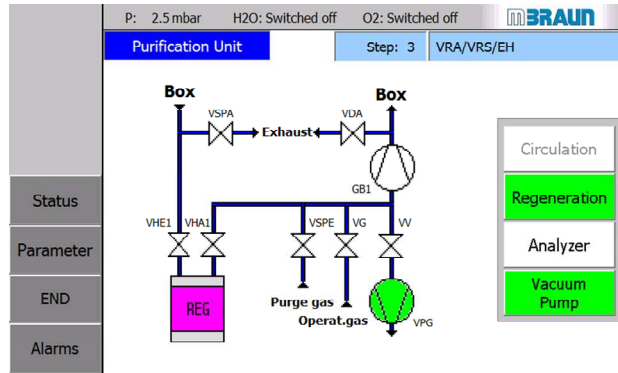 P: 2.5 mbar H2O: Switched off O2: Switched off MBRAUN
Purification Unit Step: 3 VRA/VRS/EH
Box Box
VSPA VDA
Exhaust
Circulation
GB1
Status Regeneration
VHE1 VHA1 VSPE VG VV
Parameter Analyzer
END REG Purge gas Vacuum Pump
Operat.gas VPG
Alarms